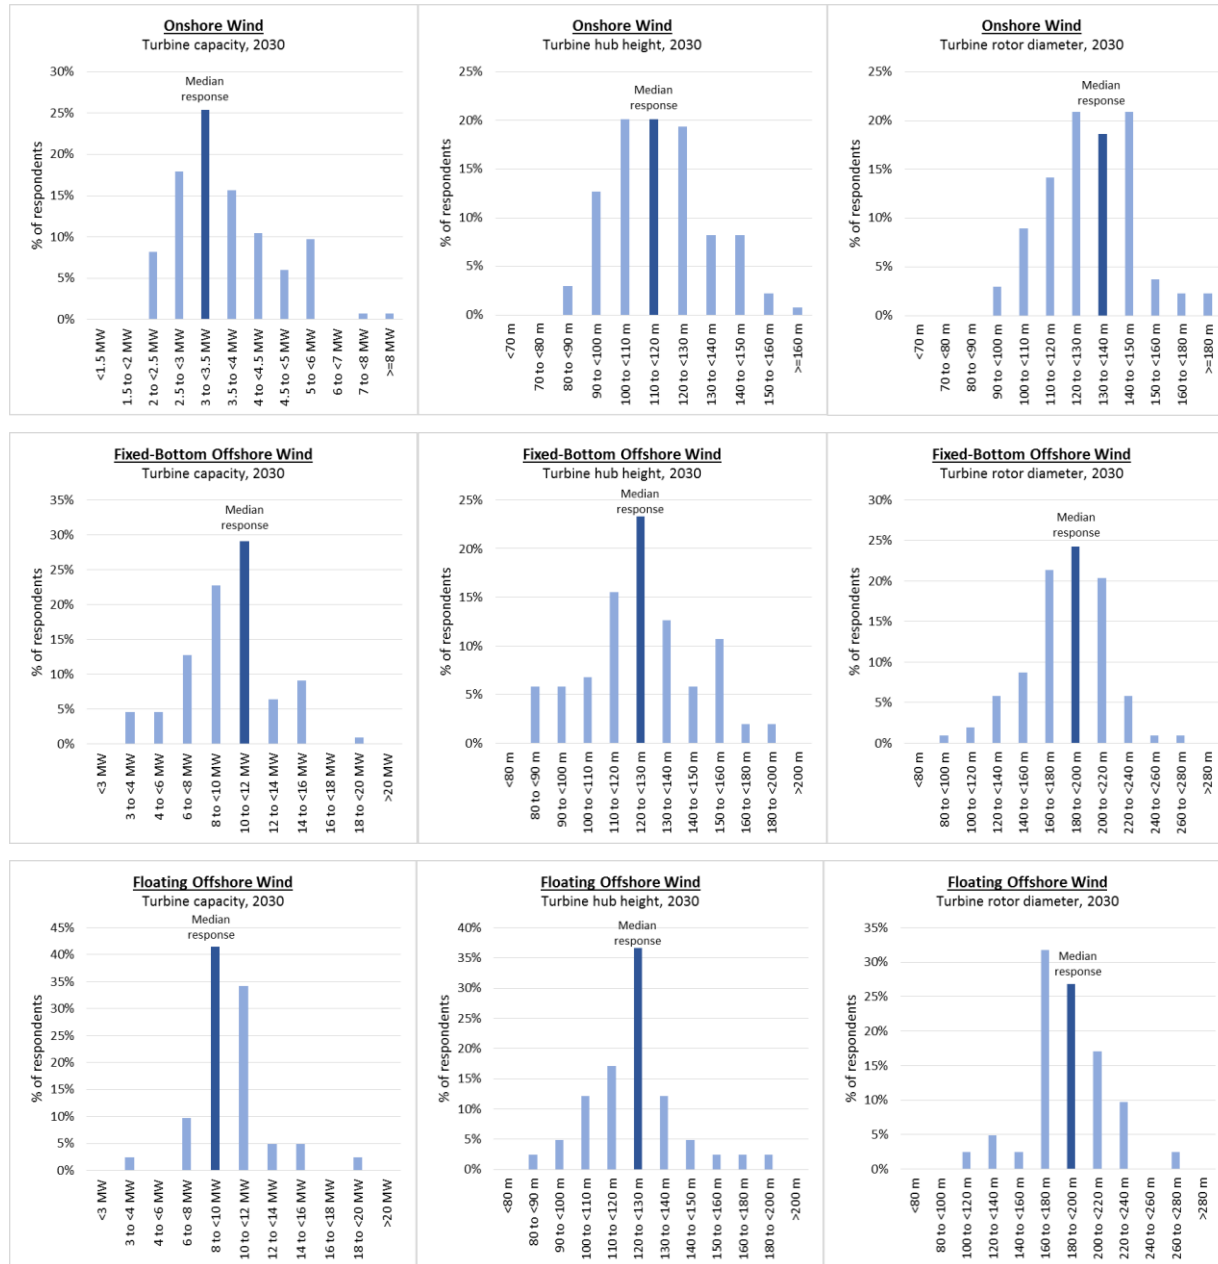 Onshore Wind
Turbine capacity, 2030
Median
response
% of respondents
30%
25%
20%
15%
10%
5%
0%
<1.5 MW
1.5 to <2 MW
2 to <2.5 MW
2.5 to <3 MW
3 to <3.5 MW
3.5 to <4 MW
4 to <4.5 MW
4.5 to <5 MW
5 to <6 MW
6 to <7 MW
7 to <8 MW
>=8 MW
Onshore Wind
Turbine hub height, 2030
Median
response
% of respondents
25%
20%
15%
10%
5%
0%
<70 m
70 to <80 m
80 to <90 m
90 to <100 m
100 to <110 m
110 to <120 m
120 to <130 m
130 to <140 m
140 to <150 m
150 to <160 m
>=160 m
Onshore Wind
Turbine rotor diameter, 2030
Median
response
% of respondents
25%
20%
15%
10%
5%
0%
<70 m
70 to <80 m
80 to <90 m
90 to <100 m
100 to <110 m
110 to <120 m
120 to <130 m
130 to <140 m
140 to <150 m
150 to <160 m
160 to <180 m
>=180 m
Fixed-Bottom Offshore Wind
Turbine capacity, 2030
Median
response
% of respondents
35%
30%
25%
20%
15%
10%
5%
0%
<3 MW
3 to <4 MW
4 to <6 MW
6 to <8 MW
8 to <10 MW
10 to <12 MW
12 to <14 MW
14 to <16 MW
16 to <18 MW
18 to <20 MW
>20 MW
Fixed-Bottom Offshore Wind
Turbine hub height, 2030
Median
response
% of respondents
25%
20%
15%
10%
5%
0%
<80 m
80 to <90 m
90 to <100 m
100 to <110 m
110 to <120 m
120 to <130 m
130 to <140 m
140 to <150 m
150 to <160 m
160 to <180 m
180 to <200 m
>200 m
Fixed-Bottom Offshore Wind
Turbine rotor diameter, 2030
Median
response
% of respondents
30%
25%
20%
15%
10%
5%
0%
<80 m
80 to <100 m
100 to <120 m
120 to <140 m
140 to <160 m
160 to <180 m
180 to <200 m
200 to <220 m
220 to <240 m
240 to <260 m
260 to <280 m
>280 m
Floating Offshore Wind
Turbine capacity, 2030
Median
response
% of respondents
45%
40%
35%
30%
25%
20%
15%
10%
5%
0%
<3 MW
3 to <4 MW
4 to <6 MW
6 to <8 MW
8 to <10 MW
10 to <12 MW
12 to <14 MW
14 to <16 MW
16 to <18 MW
18 to <20 MW
>20 MW
Floating Offshore Wind
Turbine hub height, 2030
Median
response
% of respondents
40%
35%
30%
25%
20%
15%
10%
5%
0%
<80 m
80 to <90 m
90 to <100 m
100 to <110 m
110 to <120 m
120 to <130 m
130 to <140 m
140 to <150 m
150 to <160 m
160 to <180 m
180 to <200 m
>200 m
Floating Offshore Wind
Turbine rotor diameter, 2030
Median
response
% of respondents
35%
30%
25%
20%
15%
10%
5%
0%
<80 m
80 to <100 m
100 to <120 m
120 to <140 m
140 to <160 m
160 to <180 m
180 to <200 m
200 to <220 m
220 to <240 m
240 to <260 m
260 to <280 m
>280 m